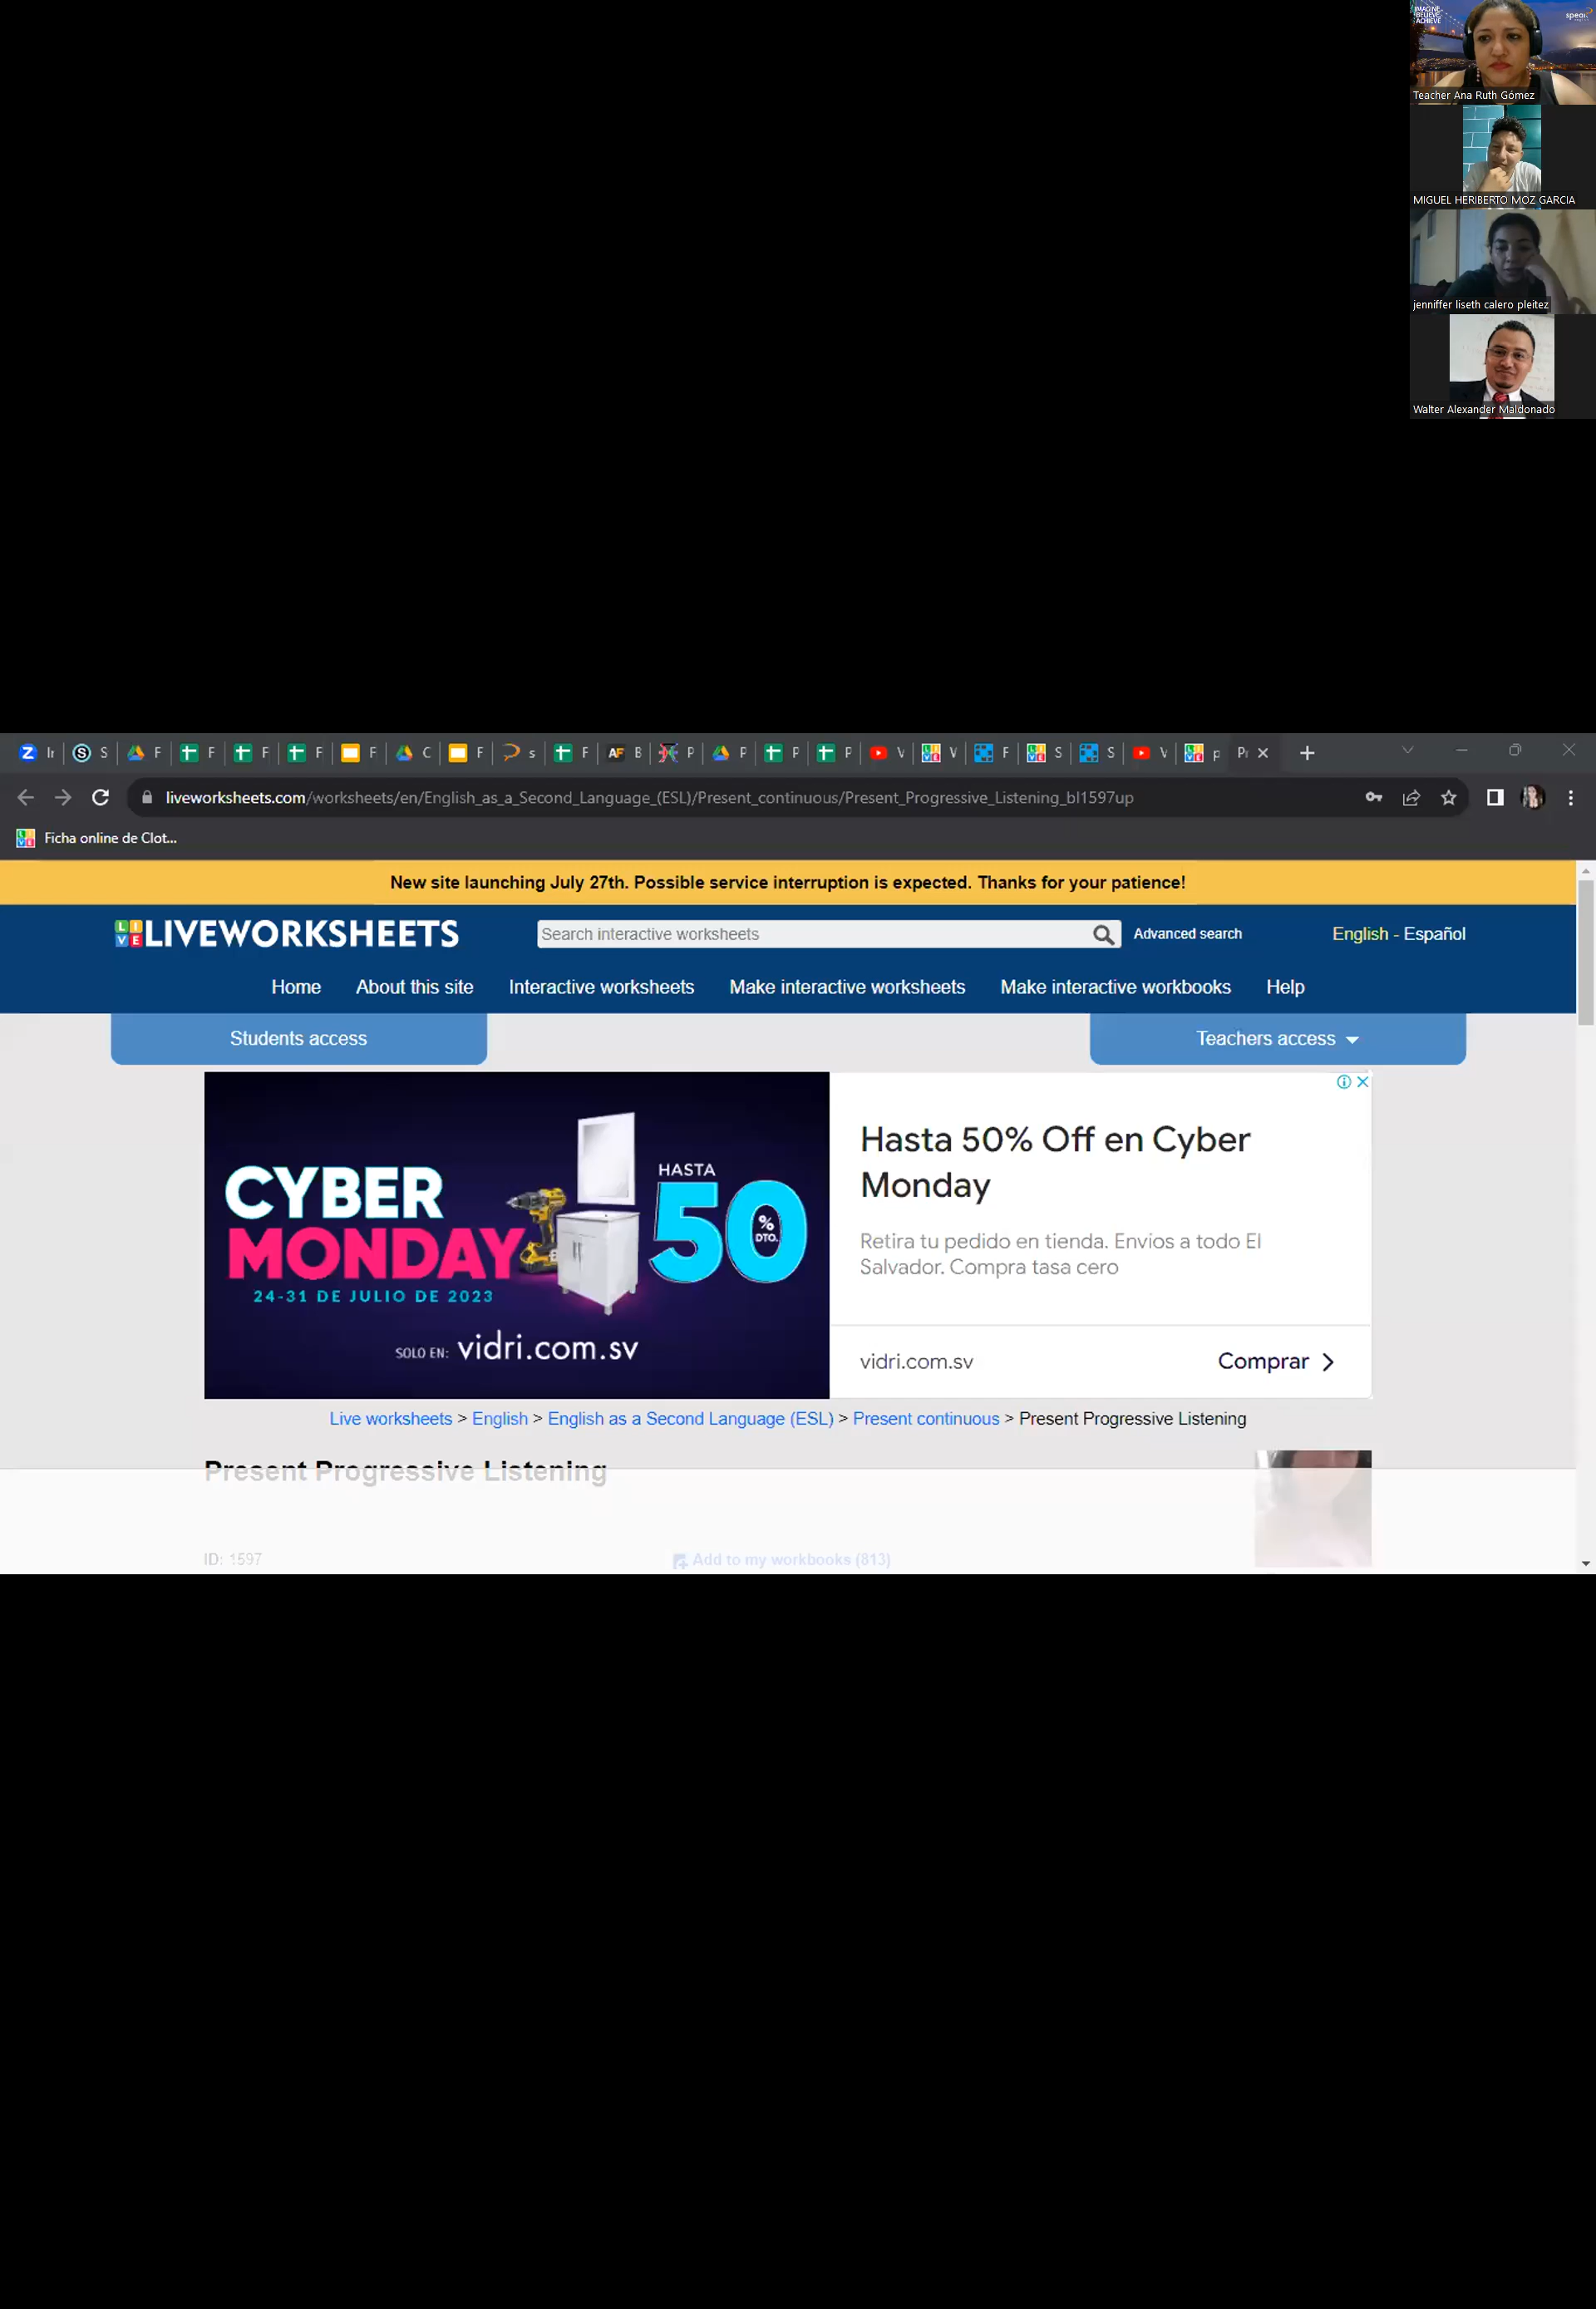 IMAGINE
BELIEVE
ACHIEVE
Teacher Ana Ruth Gómez
MIGUEL HERIBERTO MOZ GARCIA
jenniffer liseth calero pleitez
Walter Alexander Maldonado
liveworksheets.com/worksheets/en/English_as_a_Second_Language_(ESL)/Present_continuous/Present_Progressive_Listening_bl1597up
Ficha online de Clot...
New site launching July 27th. Possible service interruption is expected. Thanks for your patience!
LIVEWORKSHEETS
Search interactive worksheets
Advanced search
English - Español
Home About this site Interactive worksheets Make interactive worksheets Make interactive workbooks Help
Students access
Teachers access
CYBER
MONDAY
24-31 DE JULIO DE 2023
HASTA
50
% DTO.
SOLO EN: vidri.com.sv
Hasta 50% Off en Cyber
Monday
Retira tu pedido en tienda. Envios a todo El
Salvador. Compra tasa cero
vidri.com.sv
Comprar
Live worksheets > English > English as a Second Language (ESL) > Present continuous > Present Progressive Listening
Present Progressive Listening
ID: 1597
Add to my workbooks (813)